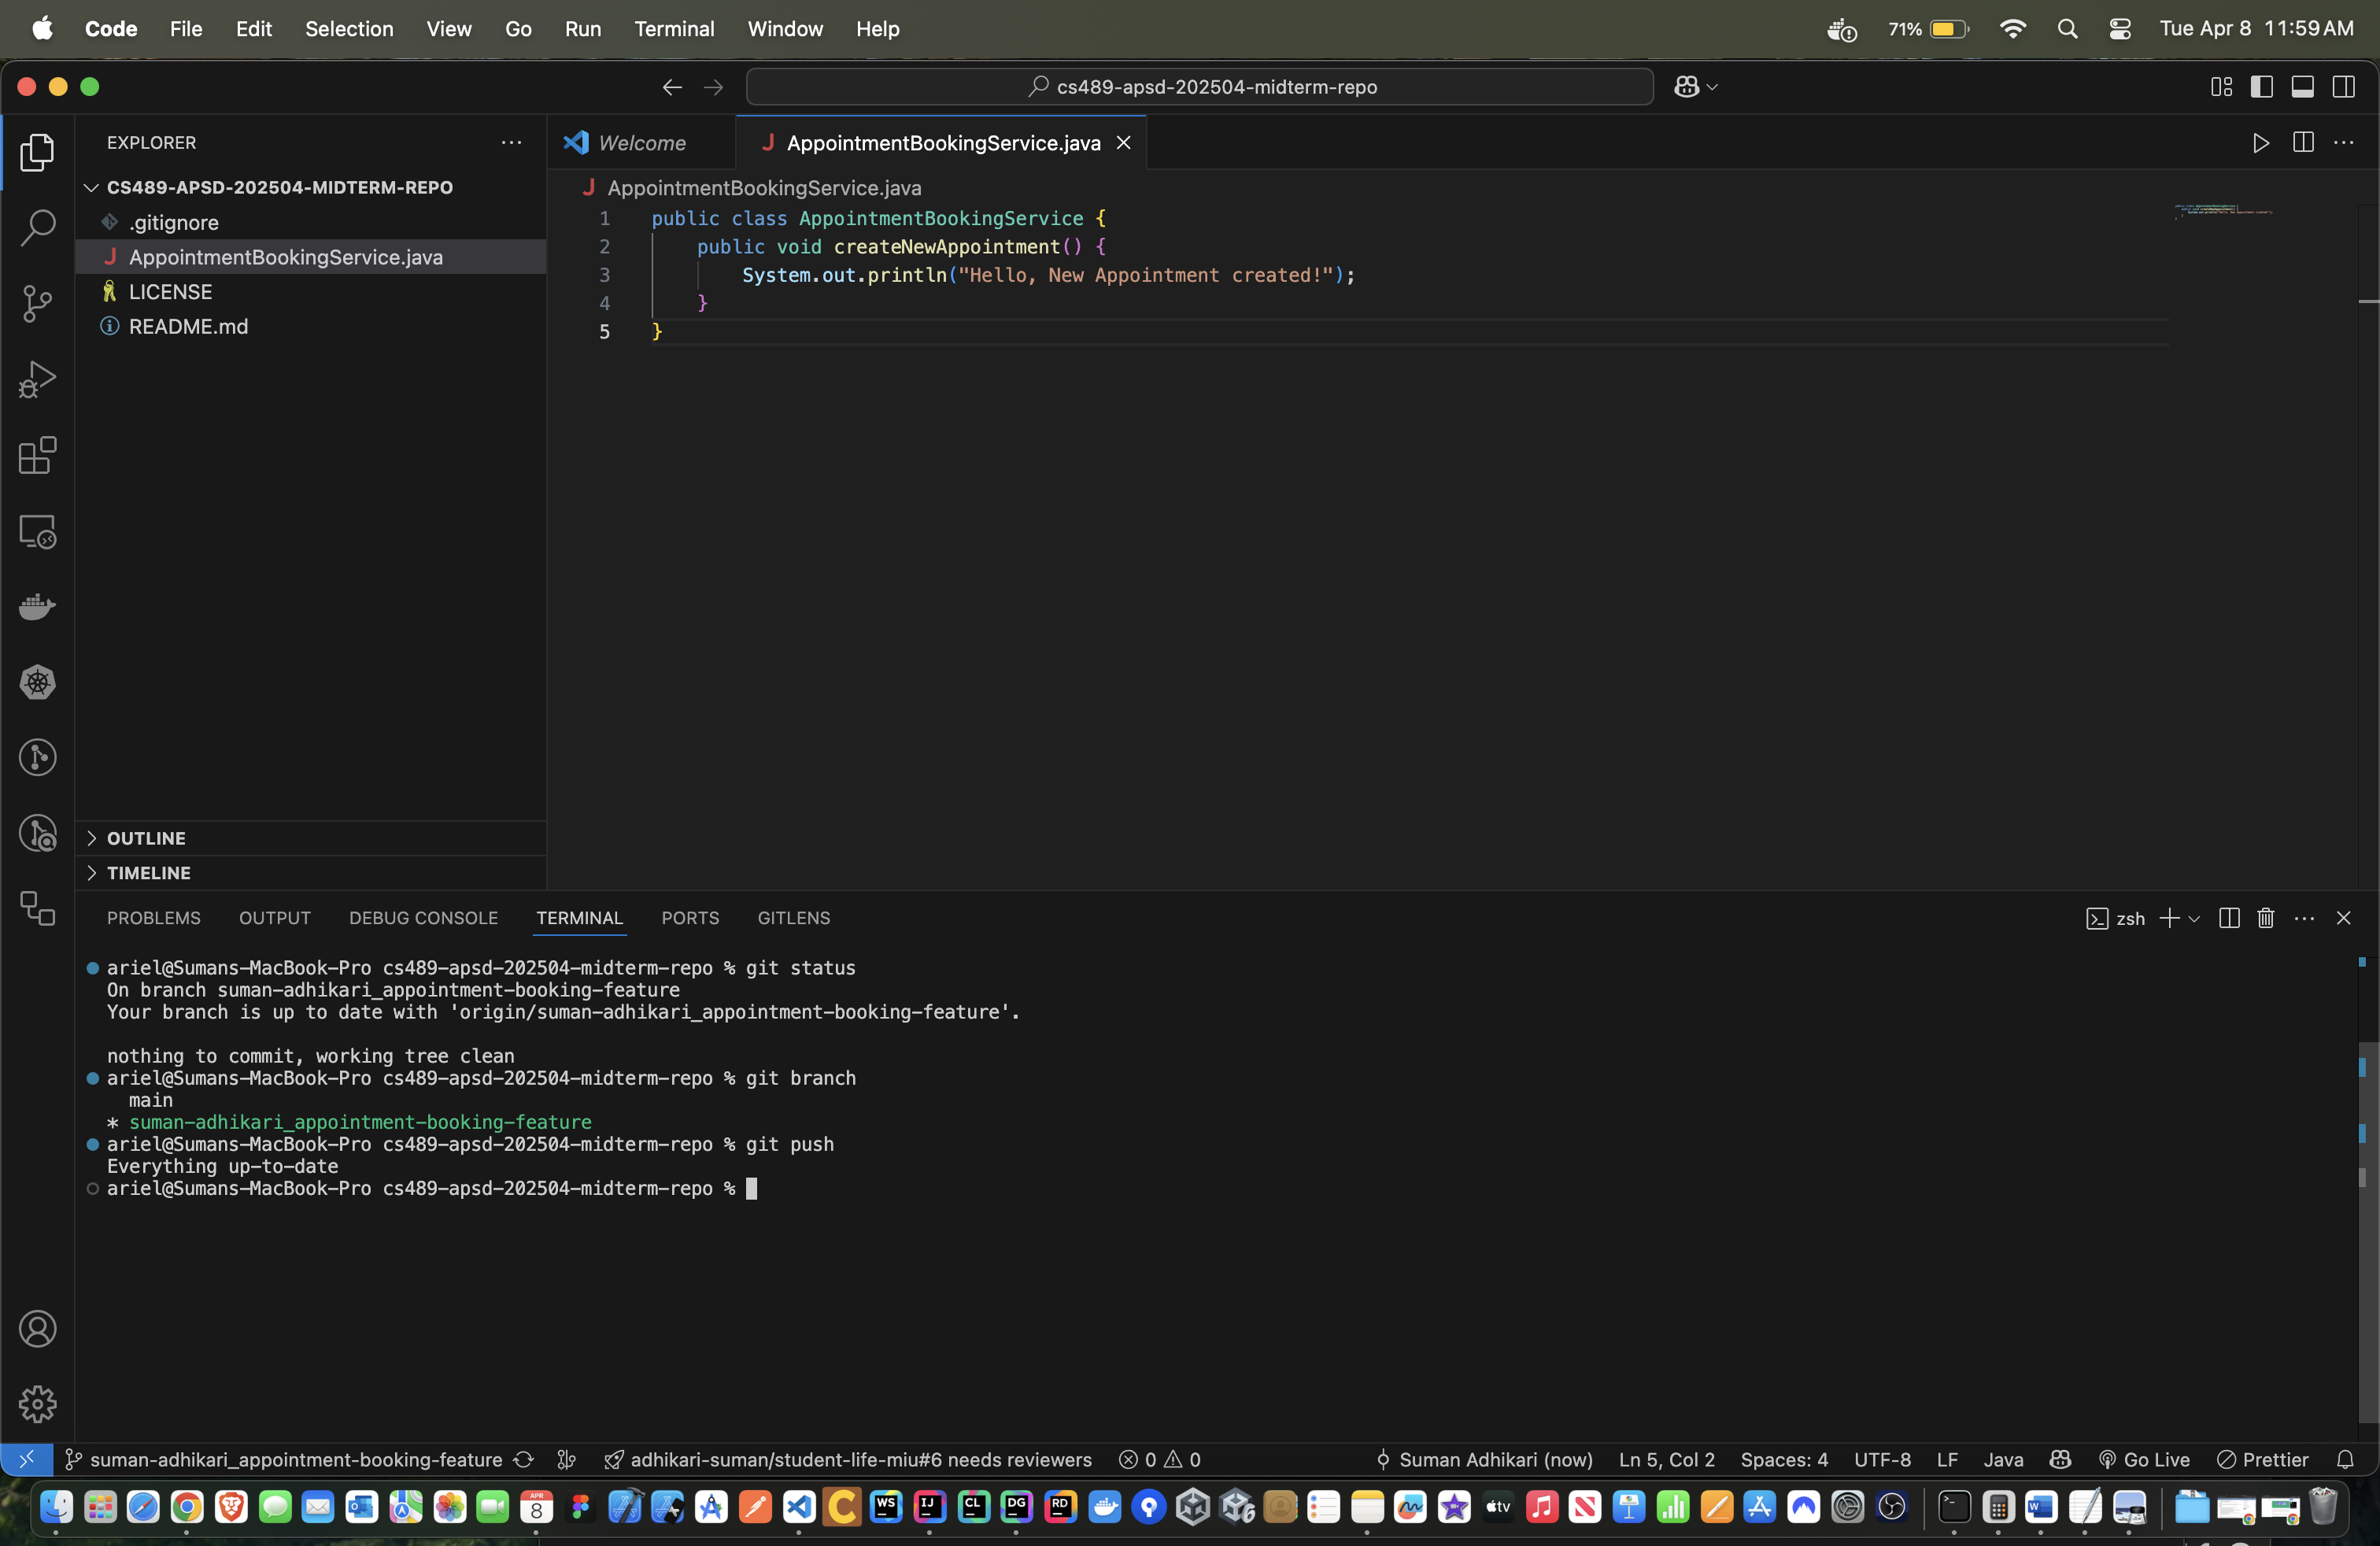 Code File Edit Selection View Go Run Terminal Window Help 71% Tue Apr 8 11:59 AM
cs489-apsd-202504-midterm-repo
EXPLORER
Welcome
AppointmentBookingService.java
CS489-APSD-202504-MIDTERM-REPO
.gitignore
AppointmentBookingService.java
LICENSE
README.md
AppointmentBookingService.java
1 public class AppointmentBookingService {
2 public void createNewAppointment() {
3 System.out.println("Hello, New Appointment created!");
4 }
5 }
OUTLINE
TIMELINE
PROBLEMS OUTPUT DEBUG CONSOLE TERMINAL PORTS GITLENS zsh
ariel@Sumans-MacBook-Pro cs489-apsd-202504-midterm-repo % git status
On branch suman-adhikari_appointment-booking-feature
Your branch is up to date with 'origin/suman-adhikari_appointment-booking-feature'.
nothing to commit, working tree clean
ariel@Sumans-MacBook-Pro cs489-apsd-202504-midterm-repo % git branch
main
* suman-adhikari_appointment-booking-feature
ariel@Sumans-MacBook-Pro cs489-apsd-202504-midterm-repo % git push
Everything up-to-date
ariel@Sumans-MacBook-Pro cs489-apsd-202504-midterm-repo %
suman-adhikari_appointment-booking-feature adhikari-suman/student-life-miu#6 needs reviewers 0 0 Suman Adhikari (now) Ln 5, Col 2 Spaces: 4 UTF-8 LF Java Go Live Prettier
APR 8 WS IJ CL DG RD tv